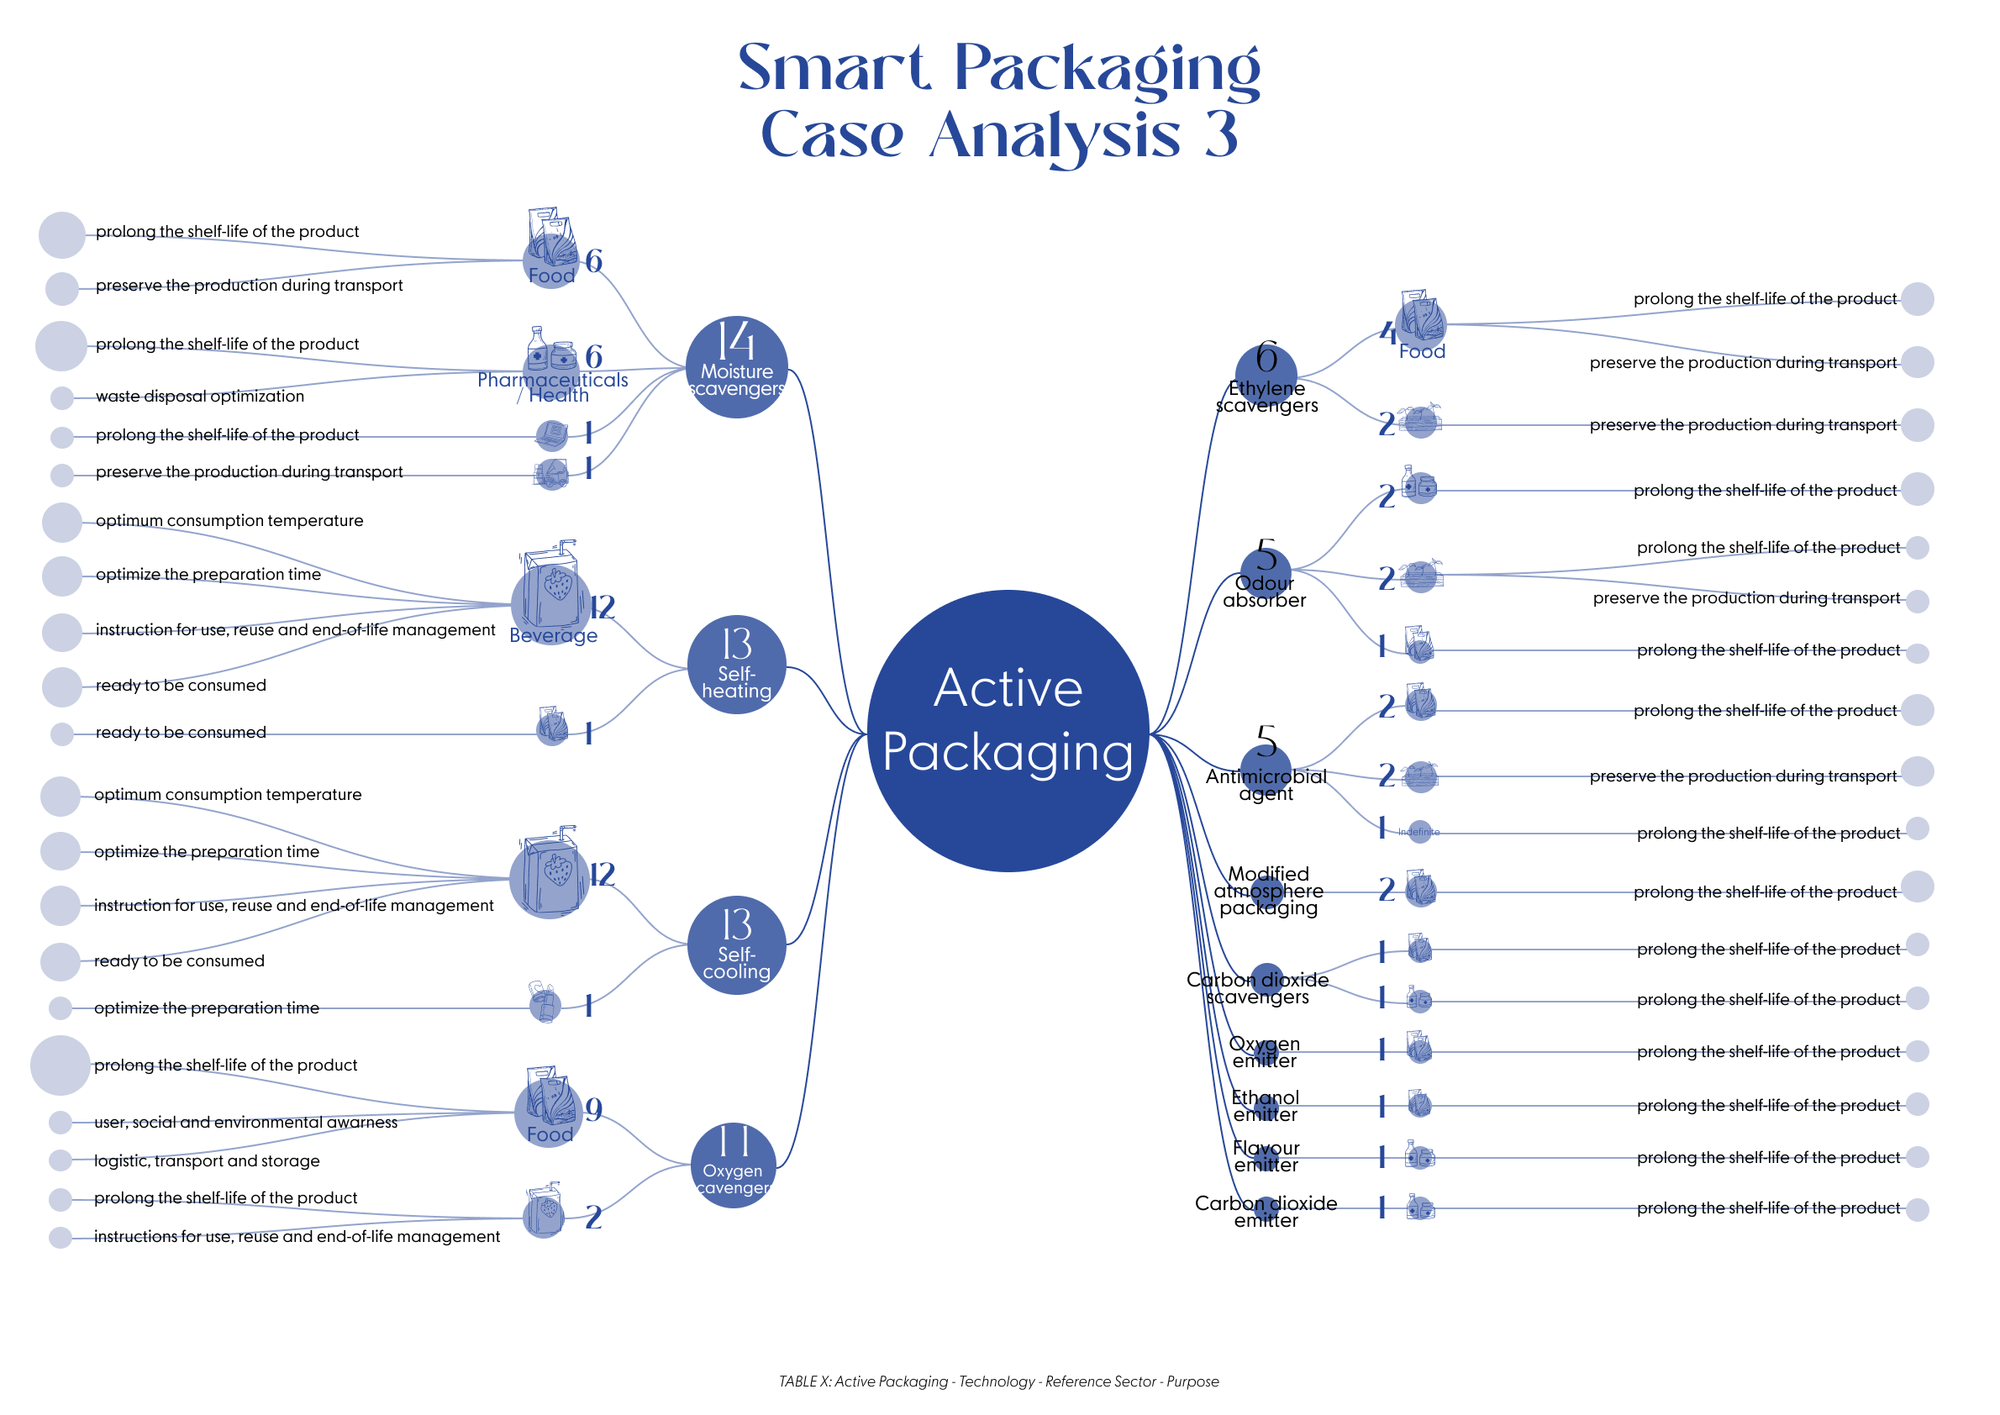 Smart Packaging
Case Analysis 3
prolong the shelf-life of the product
preserve the production during transport
Food
6
prolong the shelf-life of the product
waste disposal optimization
Pharmaceuticals
/ Health
6
prolong the shelf-life of the product
1
preserve the production during transport
1
14
Moisture
scavengers
optimum consumption temperature
optimize the preparation time
instruction for use, reuse and end-of-life management
ready to be consumed
Beverage
12
ready to be consumed
1
13
Self-
heating
optimum consumption temperature
optimize the preparation time
instruction for use, reuse and end-of-life management
ready to be consumed
12
optimize the preparation time
1
13
Self-
cooling
prolong the shelf-life of the product
user, social and environmental awarness
logistic, transport and storage
Food
9
prolong the shelf-life of the product
instructions for use, reuse and end-of-life management
2
11
Oxygen
cavenger
Active
Packaging
6
Ethylene
scavengers
4
Food
prolong the shelf-life of the product
preserve the production during transport
2
preserve the production during transport
5
Odour
absorber
2
prolong the shelf-life of the product
2
prolong the shelf-life of the product
preserve the production during transport
1
prolong the shelf-life of the product
5
Antimicrobial
agent
2
prolong the shelf-life of the product
2
preserve the production during transport
1
Indefinite
prolong the shelf-life of the product
Modified
atmosphere
packaging
2
prolong the shelf-life of the product
Carbon dioxide
scavengers
1
prolong the shelf-life of the product
1
prolong the shelf-life of the product
Oxygen
emitter
1
prolong the shelf-life of the product
Ethanol
emitter
1
prolong the shelf-life of the product
Flavour
emitter
1
prolong the shelf-life of the product
Carbon dioxide
emitter
1
prolong the shelf-life of the product
TABLE X: Active Packaging - Technology - Reference Sector - Purpose